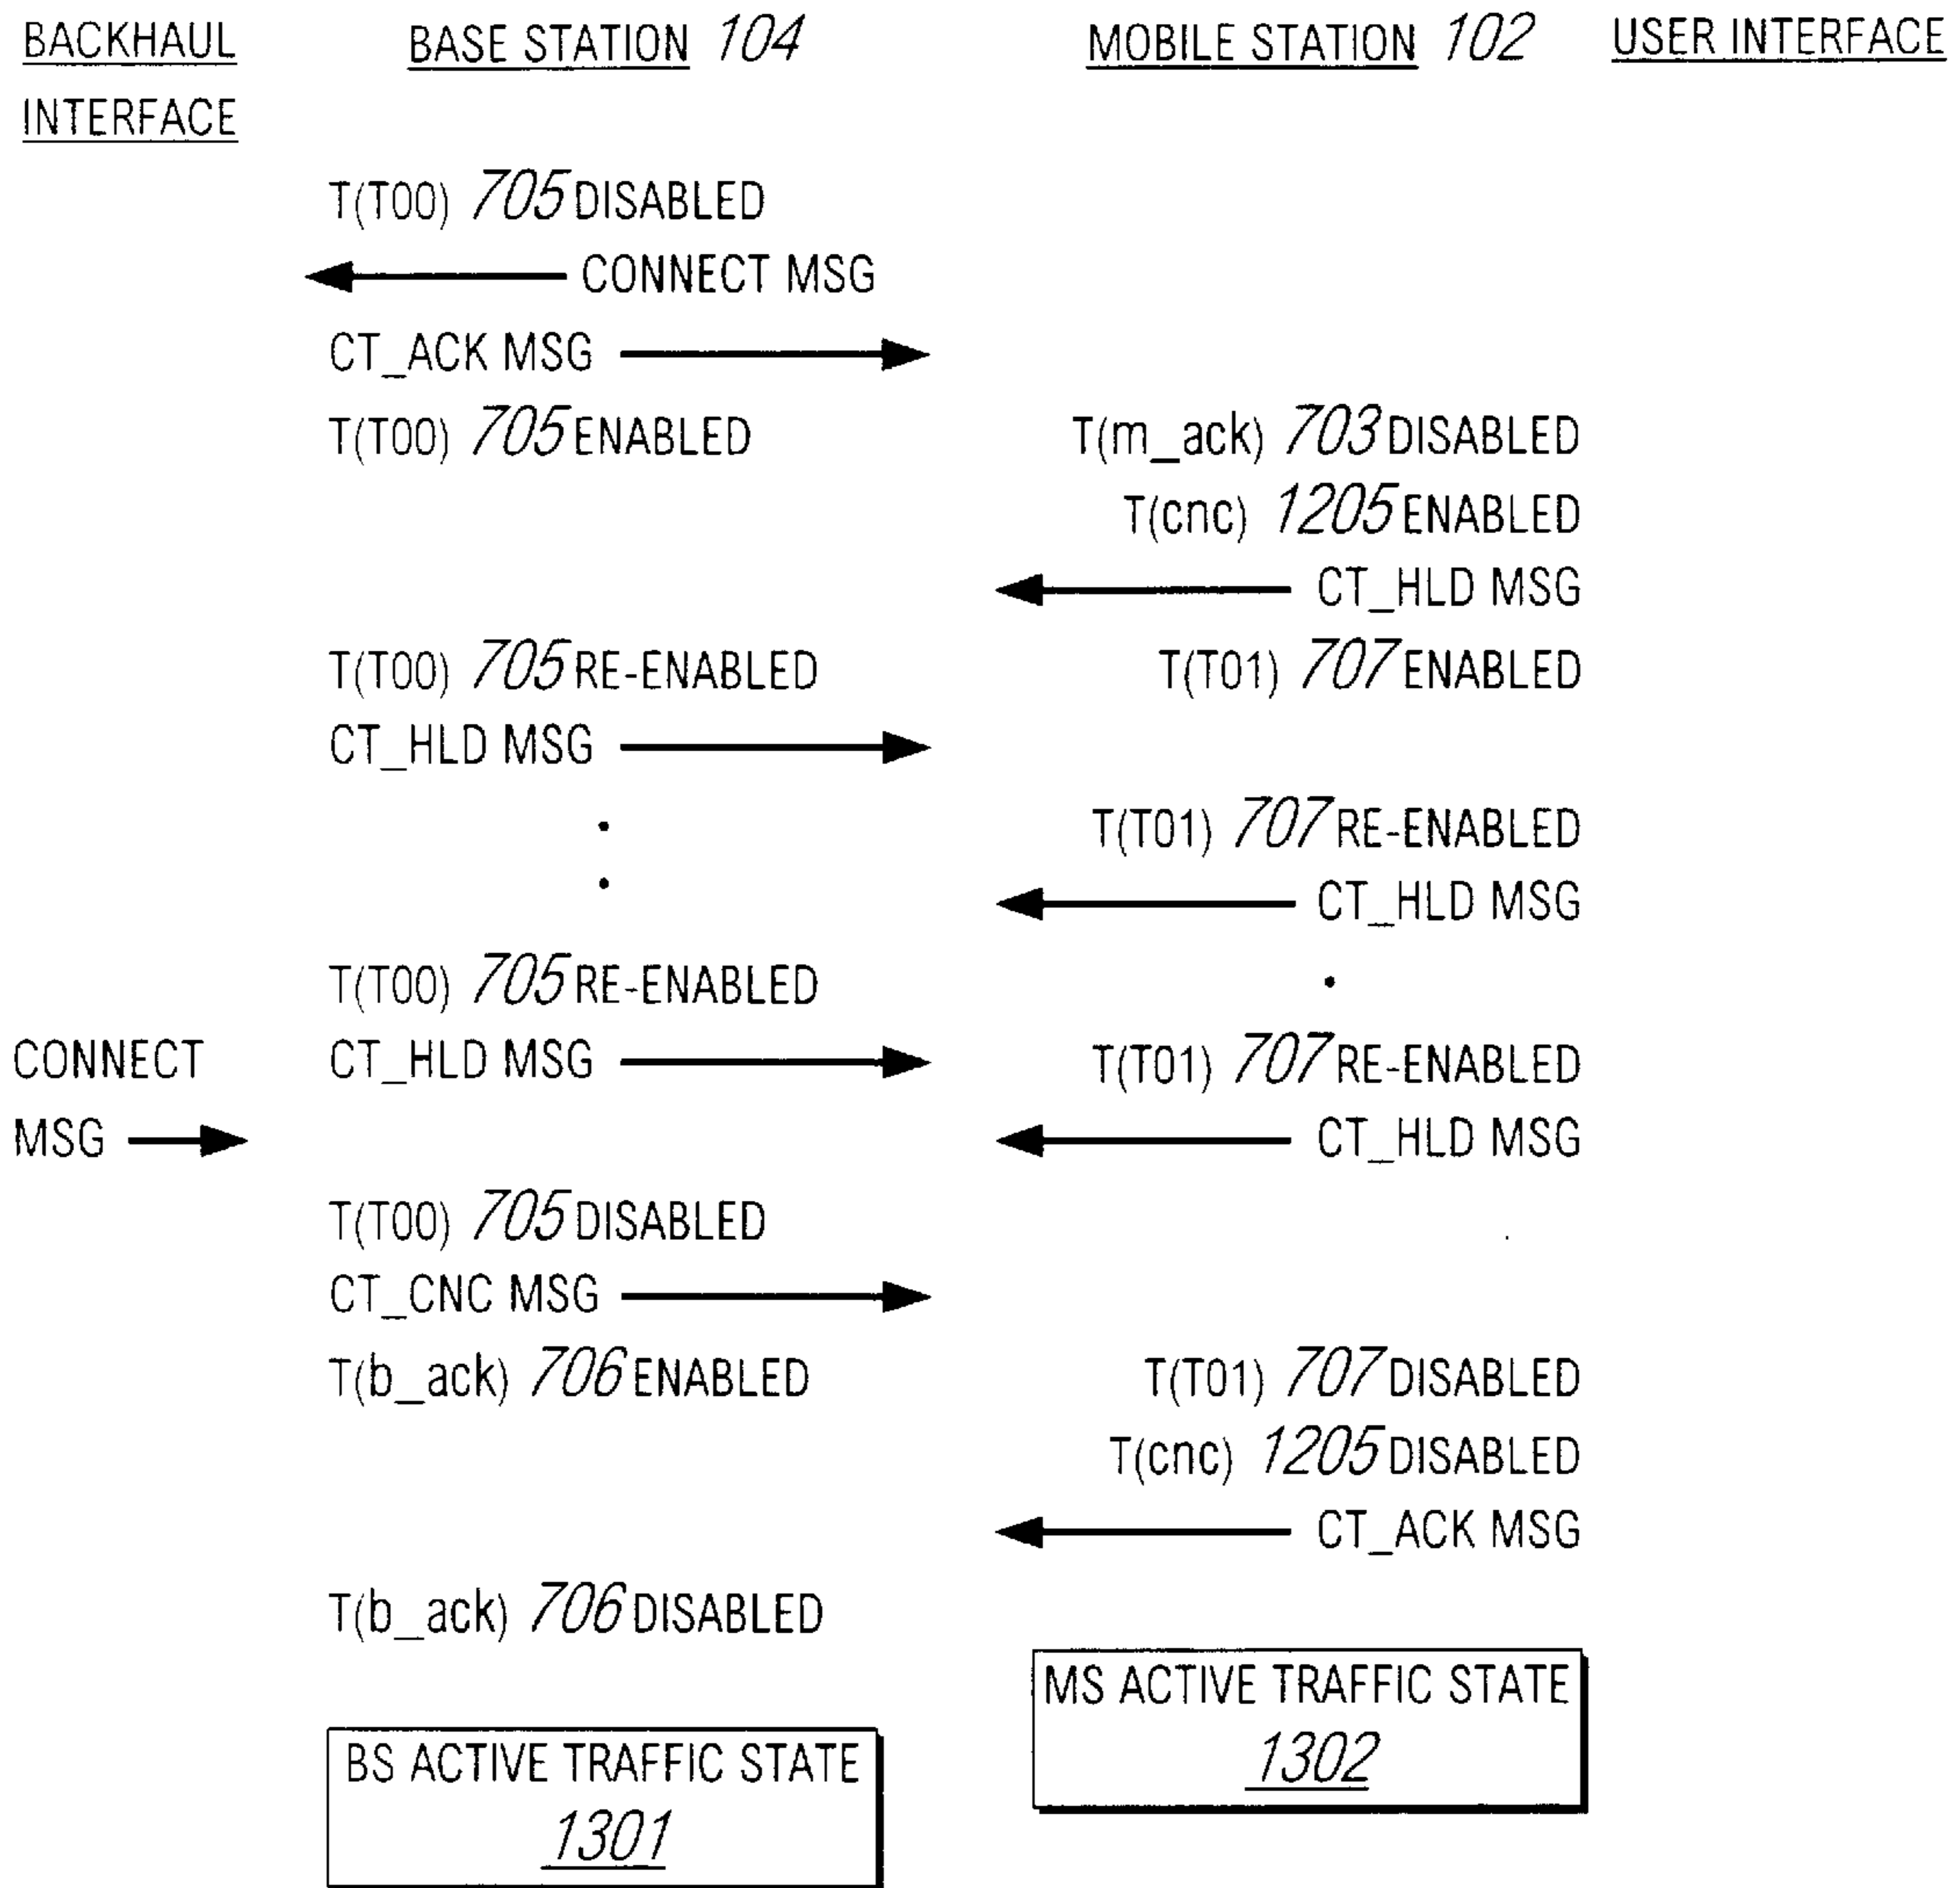 BACKHAUL INTERFACE
BASE STATION 104
MOBILE STATION 102
USER INTERFACE
T(T00) 705 DISABLED
CONNECT MSG
CT_ACK MSG
T(T00) 705 ENABLED
T(m_ack) 703 DISABLED
T(cnc) 1205 ENABLED
CT_HLD MSG
T(T00) 705 RE-ENABLED
T(T01) 707 ENABLED
CT_HLD MSG
T(T01) 707 RE-ENABLED
CT_HLD MSG
T(T00) 705 RE-ENABLED
CONNECT
CT_HLD MSG
T(T01) 707 RE-ENABLED
MSG
CT_HLD MSG
T(T00) 705 DISABLED
CT_CNC MSG
T(b_ack) 706 ENABLED
T(T01) 707 DISABLED
T(cnc) 1205 DISABLED
CT_ACK MSG
T(b_ack) 706 DISABLED
MS ACTIVE TRAFFIC STATE
1302
BS ACTIVE TRAFFIC STATE
1301